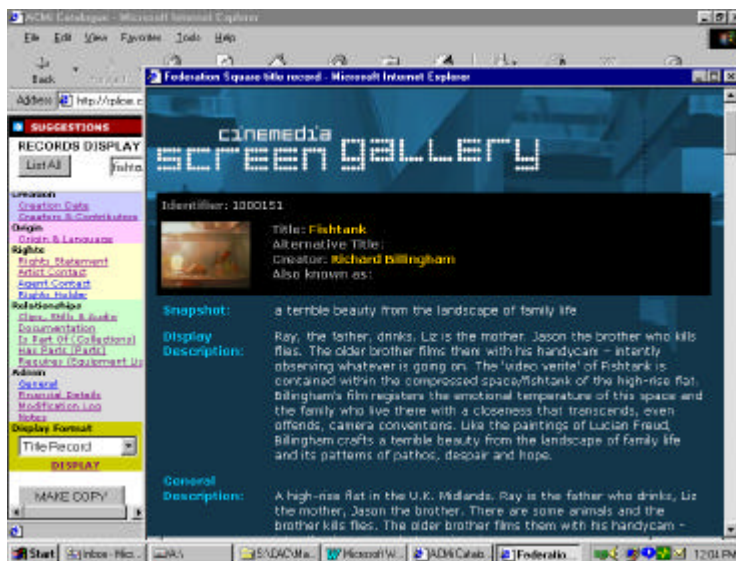 ACMI Catalogue - Microsoft Internet Explorer
File Edit View Favorites Tools Help
Back
Address http://
SUGGESTIONS
RECORDS DISPLAY
List All fishta
Creation
Creation Date
Creators & Contributors
Origin
Origin & Language
Rights
Rights Statement
Artist Contact
Agent Contact
Rights Holder
Relationships
Clips, Stills & Audio
Documentation
Is Part Of (Collections)
Has Parts (Parts)
Requires (Equipment Us
Admin
General
Financial Details
Modification Log
Notes
Display Format
Title Record
DISPLAY
MAKE COPY
Federation Square title record - Microsoft Internet Explorer
cinemedia
screen gallery
Identifier: 1000151
Title: Fishtank
Alternative Title:
Creator: Richard Billingham
Also known as:
Snapshot: a terrible beauty from the landscape of family life
Display Description: Ray, the father, drinks. Liz is the mother. Jason the brother who kills
flies. The older brother films them with his handycam – intently
observing whatever is going on. The 'video verite' of Fishtank is
contained within the compressed space/fishtank of the high-rise flat.
Billingham's film registers the emotional temperature of this space and
the family who live there with a closeness that transcends, even
offends, camera conventions. Like the paintings of Lucian Freud,
Billingham crafts a terrible beauty from the landscape of family life
and its patterns of pathos, despair and hope.
General
Description: A high-rise flat in the U.K. Midlands. Ray is the father who drinks, Liz
the mother, Jason the brother. There are some animals and the
brother kills flies. The older brother films them with his handycam –
Start Inbox - Micr... A:\ S:\DAC\Ma... Microsoft W... ACMI Catalo... Federatio... 12:04 PM